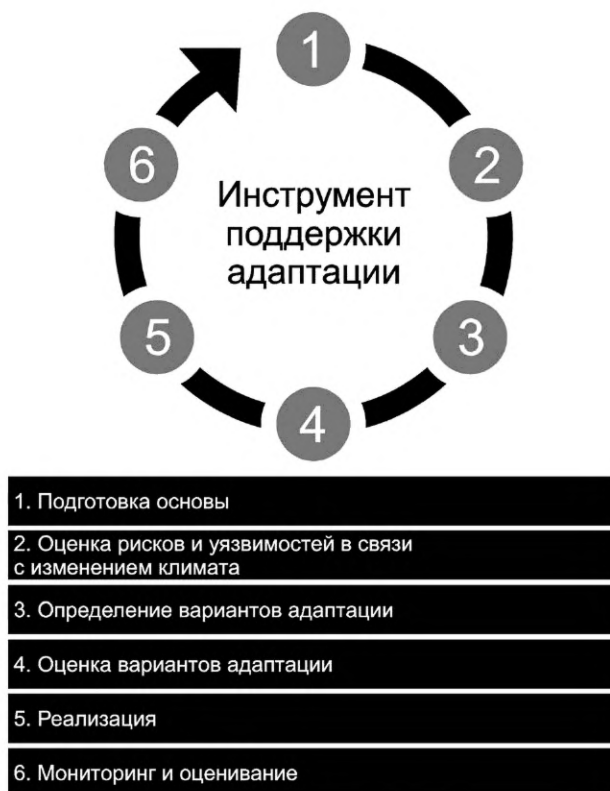 1
2
3
4
5
6
Инструмент
поддержки
адаптации
1. Подготовка основы
2. Оценка рисков и уязвимостей в связи
с изменением климата
3. Определение вариантов адаптации
4. Оценка вариантов адаптации
5. Реализация
6. Мониторинг и оценивание